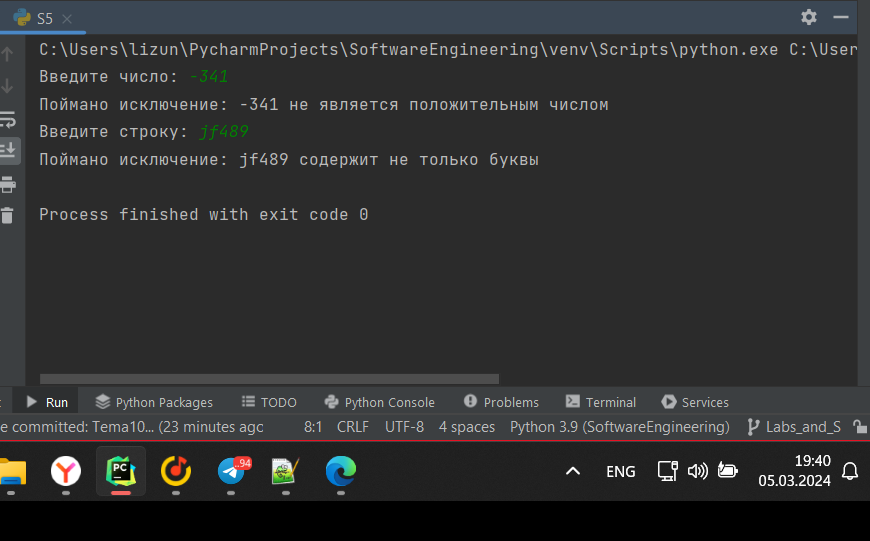 S5
C:\Users\lizun\PycharmProjects\SoftwareEngineering\venv\Scripts\python.exe C:\User
Введите число: -341
Поймано исключение: -341 не является положительным числом
Введите строку: jf489
Поймано исключение: jf489 содержит не только буквы
Process finished with exit code 0
Run Python Packages TODO Python Console Problems Terminal Services
e committed: Tema10... (23 minutes agc 8:1 CRLF UTF-8 4 spaces Python 3.9 (SoftwareEngineering) Labs_and_S
PC 94 ENG 19:40
05.03.2024